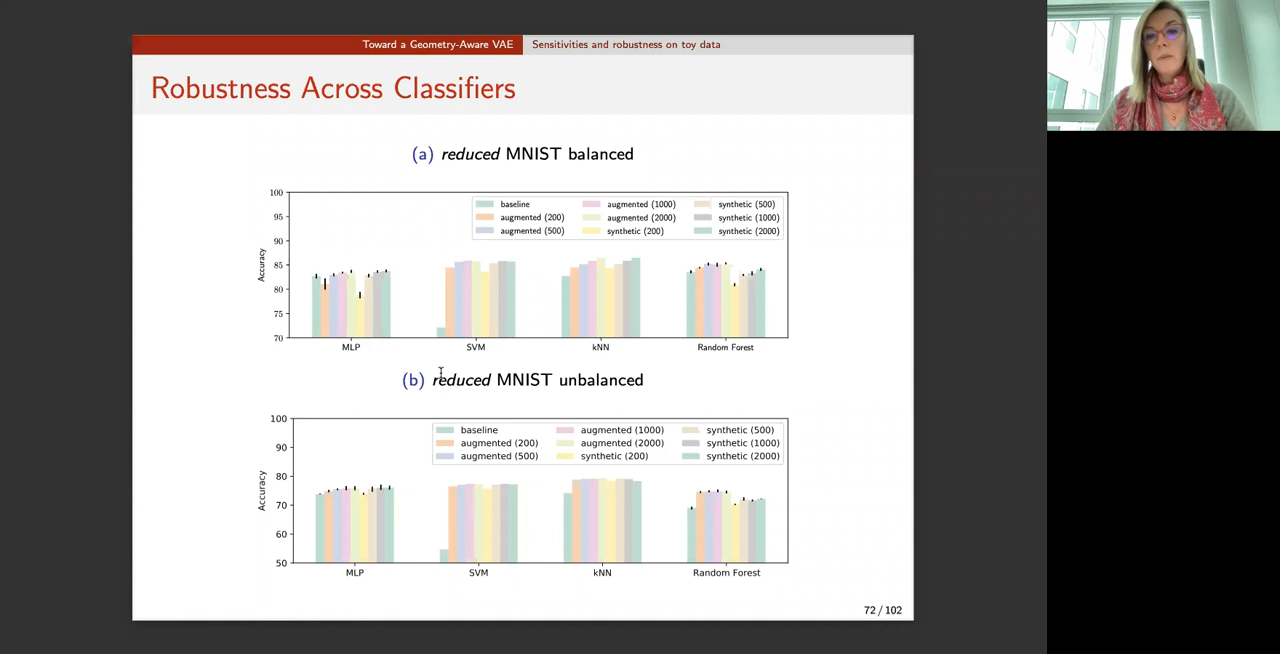 Toward a Geometry-Aware VAE Sensitivities and robustness on toy data
Robustness Across Classifiers
(a) reduced MNIST balanced
100
95
90
85
80
75
70
Accuracy
baseline augmented (1000) synthetic (500)
augmented (200) augmented (2000) synthetic (1000)
augmented (500) synthetic (200) synthetic (2000)
MLP SVM kNN Random Forest
(b) reduced MNIST unbalanced
100
90
80
70
60
50
Accuracy
baseline augmented (1000) synthetic (500)
augmented (200) augmented (2000) synthetic (1000)
augmented (500) synthetic (200) synthetic (2000)
MLP SVM kNN Random Forest
72 / 102